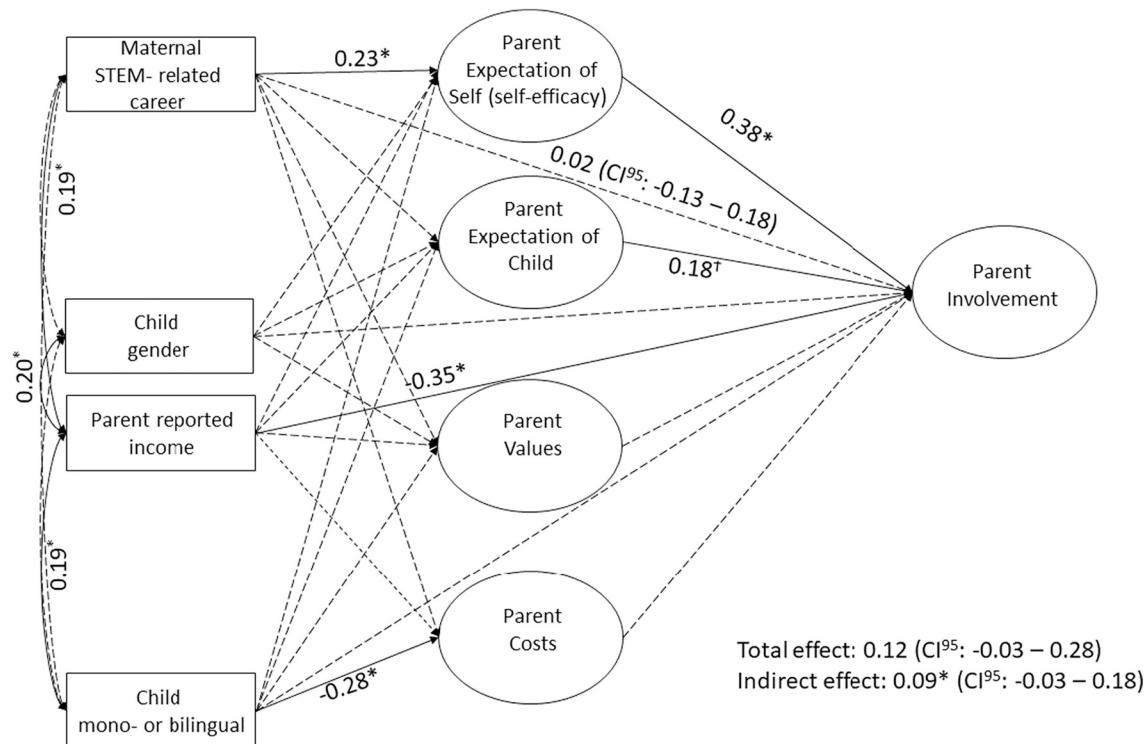 Maternal
STEM- related
career
0.23*
Parent
Expectation of
Self (self-efficacy)
0.38*
0.02 (CI⁹⁵: -0.13 – 0.18)
0.19*
Parent
Expectation of
Child
0.18†
Parent
Involvement
Child
gender
0.20*
-0.35*
Parent reported
income
Parent
Values
0.19*
Parent
Costs
-0.28*
Child
mono- or bilingual
Total effect: 0.12 (CI⁹⁵: -0.03 – 0.28)
Indirect effect: 0.09* (CI⁹⁵: -0.03 – 0.18)